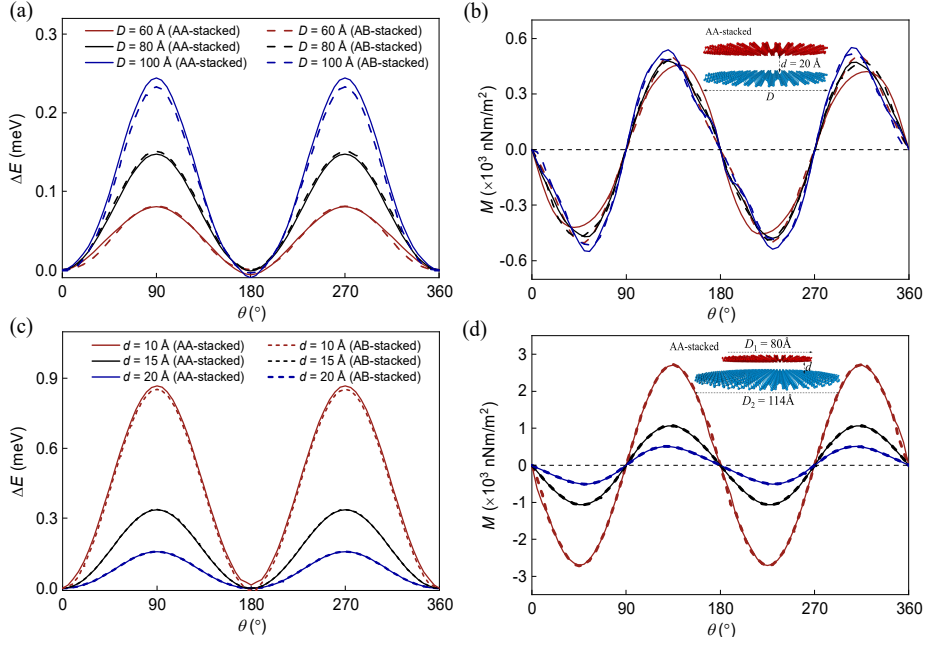 (a)
D = 60 Å (AA-stacked)
D = 60 Å (AB-stacked)
D = 80 Å (AA-stacked)
D = 80 Å (AB-stacked)
D = 100 Å (AA-stacked)
D = 100 Å (AB-stacked)
0.3
0.2
0.1
0.0
ΔE (meV)
0
90
180
270
360
θ (°)
(b)
AA-stacked
d = 20 Å
D
0.6
0.3
0.0
-0.3
-0.6
M (×10³ nNm/m²)
0
90
180
270
360
θ (°)
(c)
d = 10 Å (AA-stacked)
d = 10 Å (AB-stacked)
d = 15 Å (AA-stacked)
d = 15 Å (AB-stacked)
d = 20 Å (AA-stacked)
d = 20 Å (AB-stacked)
0.9
0.6
0.3
0.0
ΔE (meV)
0
90
180
270
360
θ (°)
(d)
AA-stacked
D₁ = 80Å
d
D₂ = 114Å
3
2
1
0
-1
-2
-3
M (×10³ nNm/m²)
0
90
180
270
360
θ (°)